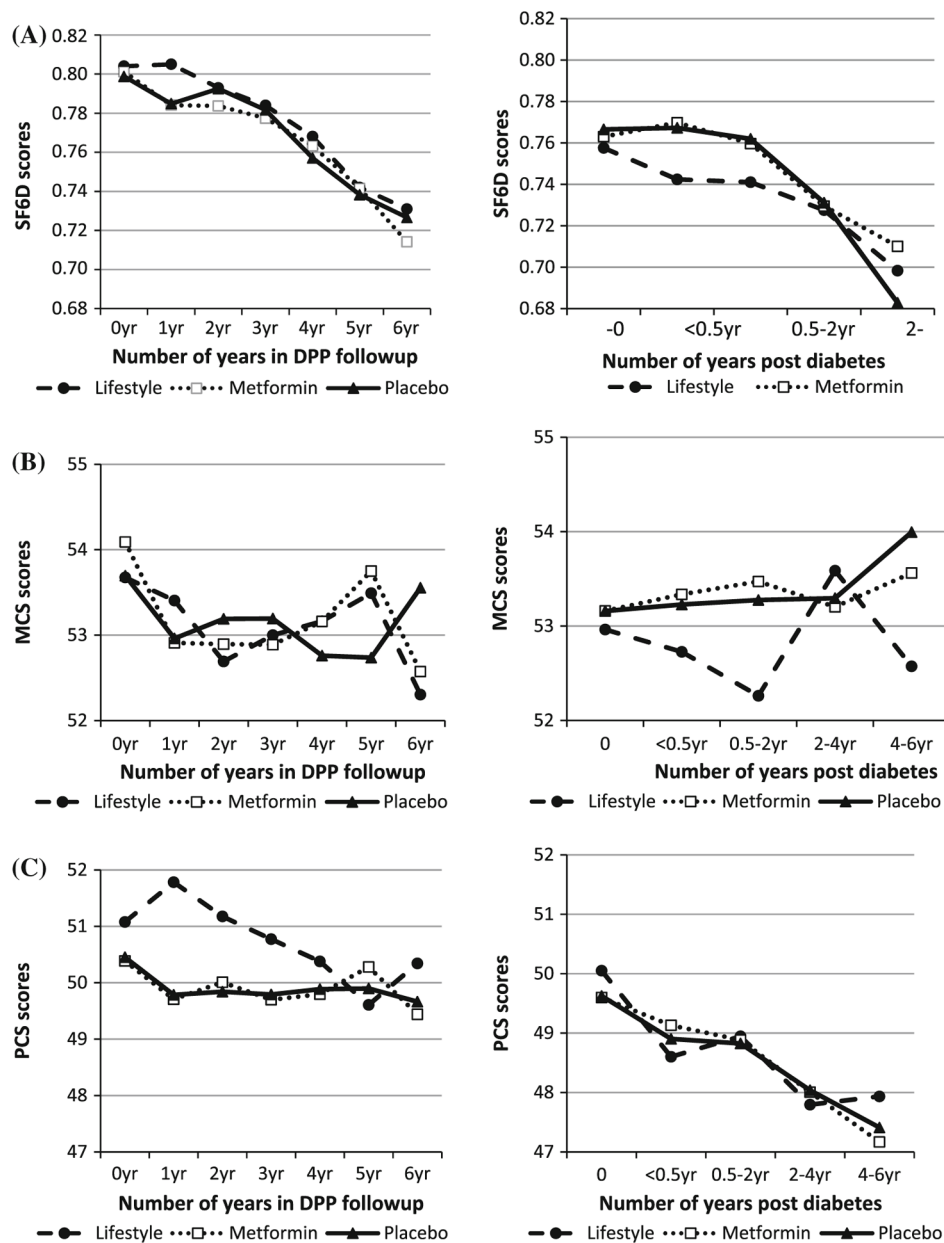 (A)
SF6D scores
0.82
0.80
0.78
0.76
0.74
0.72
0.70
0.68
0yr 1yr 2yr 3yr 4yr 5yr 6yr
Number of years in DPP followup
Lifestyle Metformin Placebo
SF6D scores
0.82
0.80
0.78
0.76
0.74
0.72
0.70
0.68
-0 <0.5yr 0.5-2yr 2-
Number of years post diabetes
Lifestyle Metformin
(B)
MCS scores
55
54
53
52
0yr 1yr 2yr 3yr 4yr 5yr 6yr
Number of years in DPP followup
Lifestyle Metformin Placebo
MCS scores
55
54
53
52
0 <0.5yr 0.5-2yr 2-4yr 4-6yr
Number of years post diabetes
Lifestyle Metformin Placebo
(C)
PCS scores
52
51
50
49
48
47
0yr 1yr 2yr 3yr 4yr 5yr 6yr
Number of years in DPP followup
Lifestyle Metformin Placebo
PCS scores
52
51
50
49
48
47
0 <0.5yr 0.5-2yr 2-4yr 4-6yr
Number of years post diabetes
Lifestyle Metformin Placebo